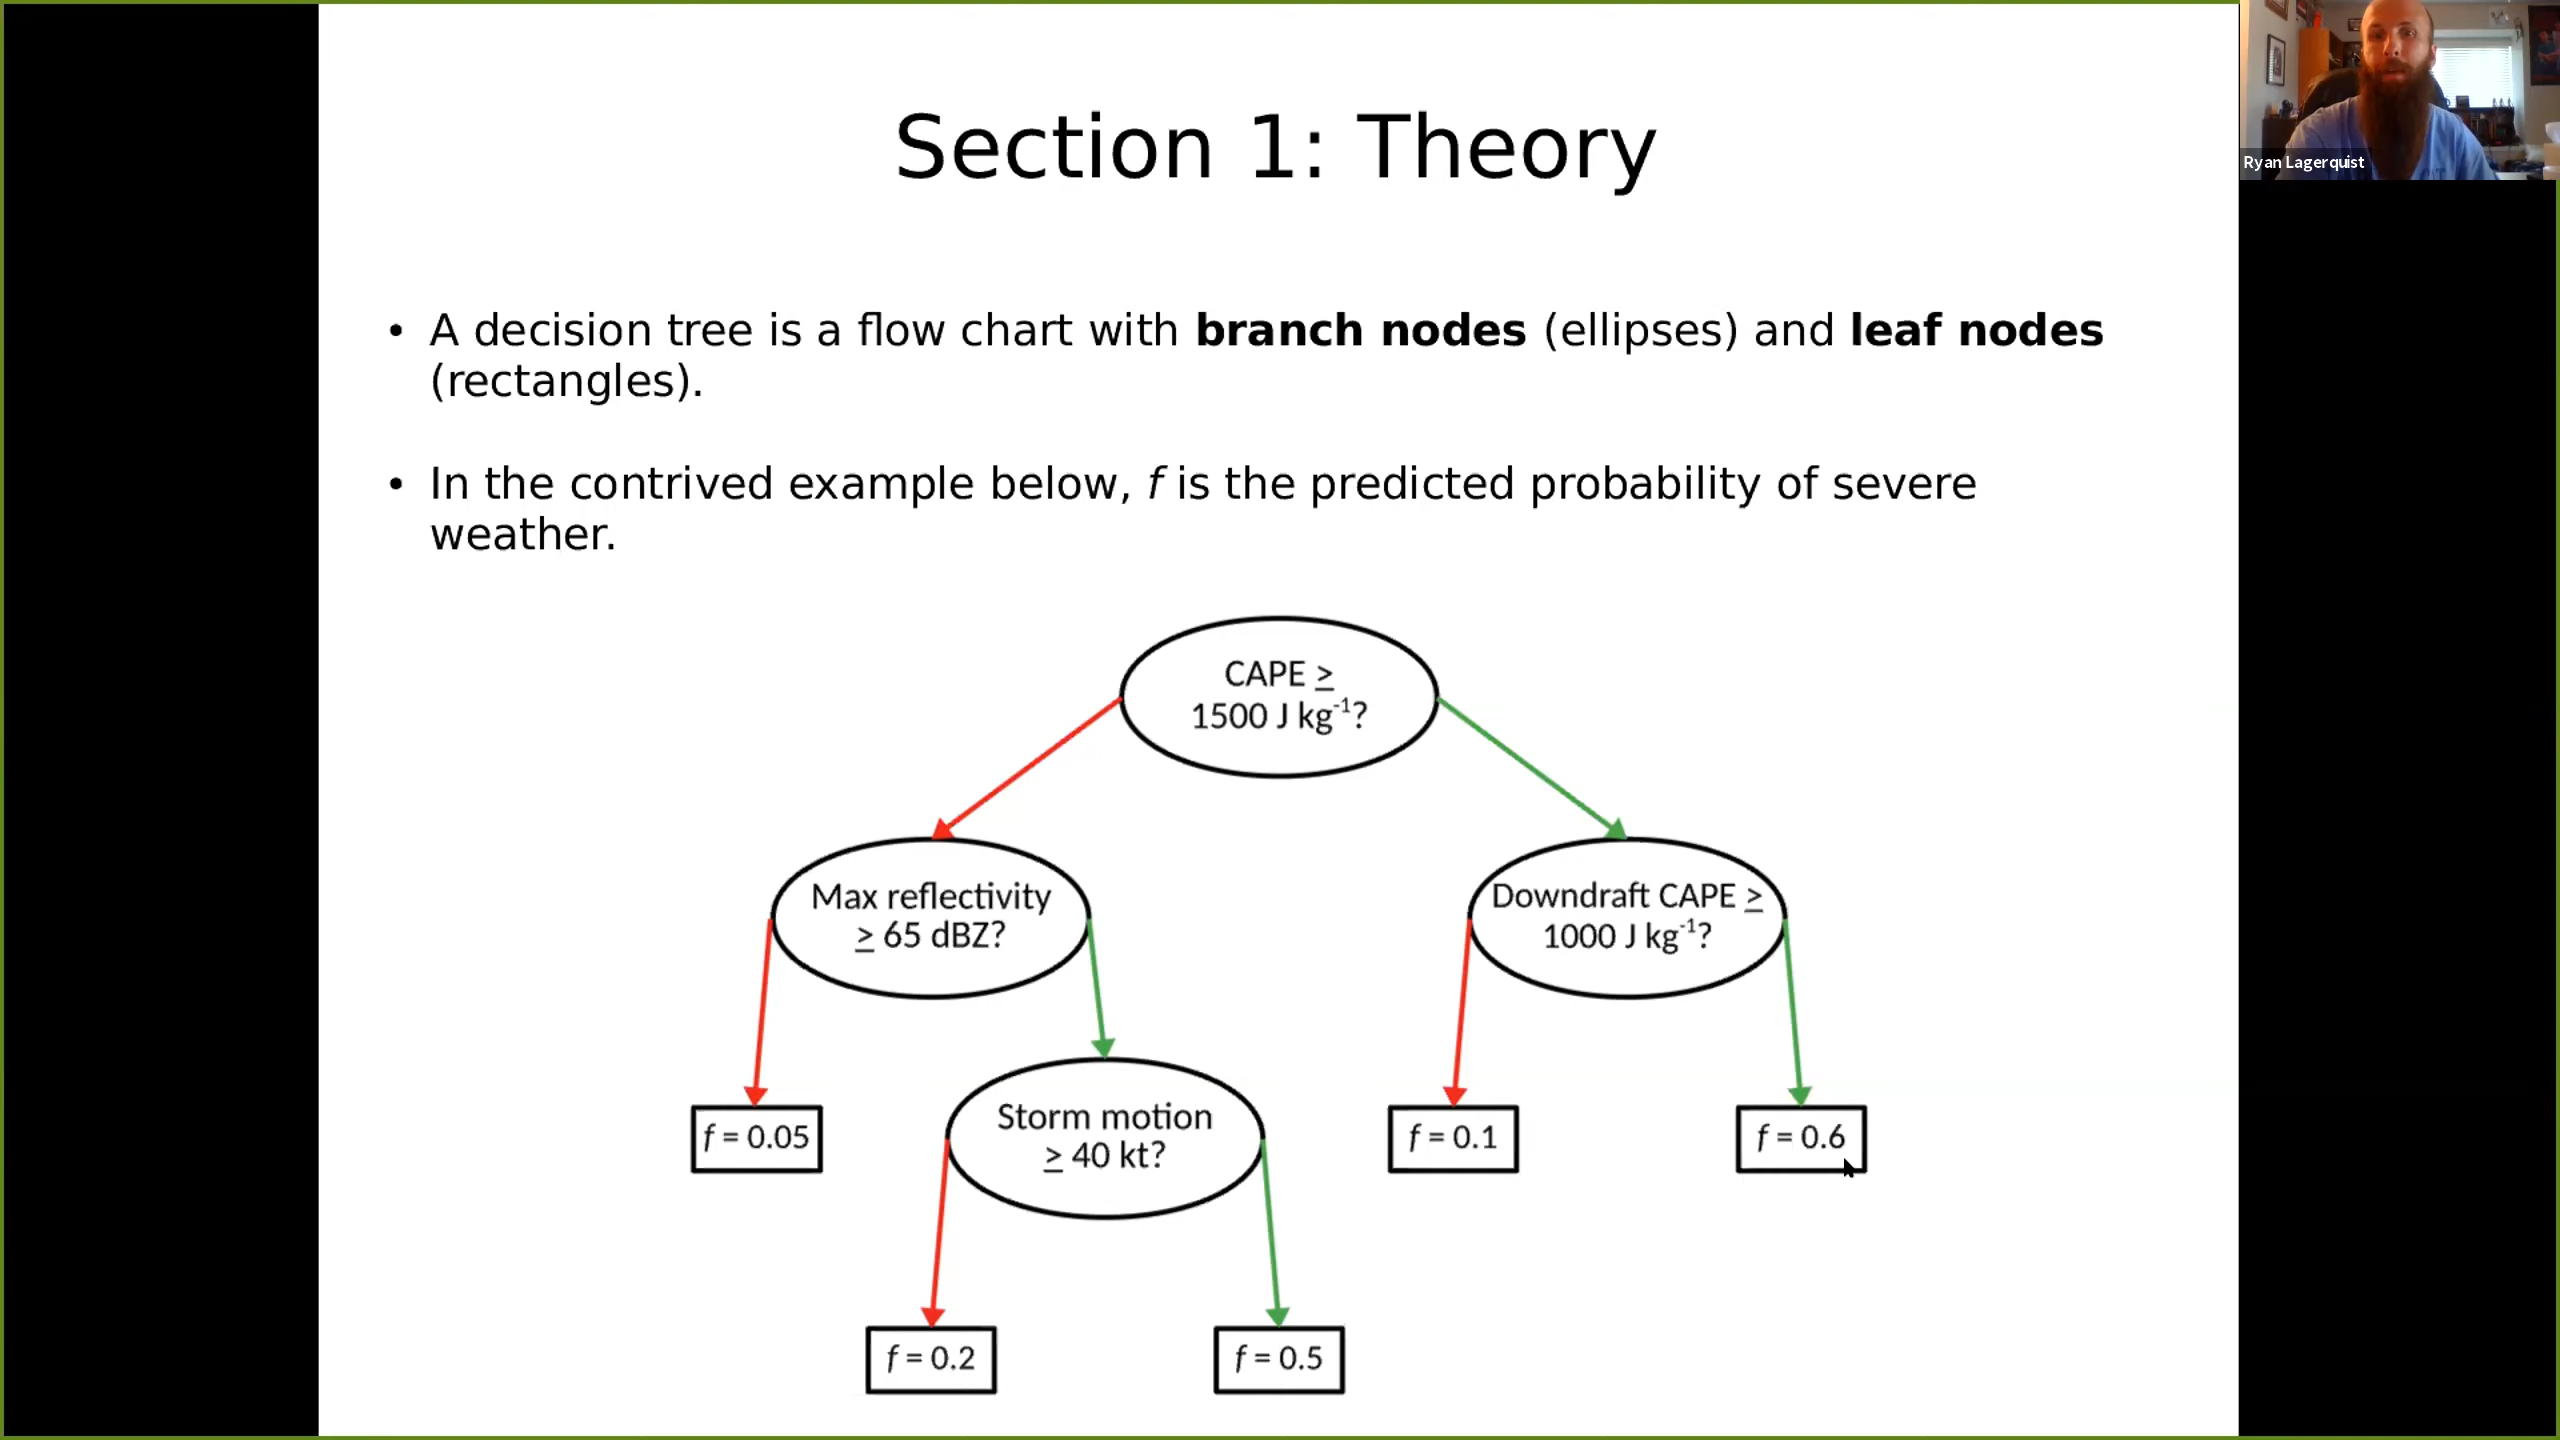 Section 1: Theory
Ryan Lagerquist
• A decision tree is a flow chart with branch nodes (ellipses) and leaf nodes
(rectangles).
• In the contrived example below, f is the predicted probability of severe
weather.
CAPE ≥
1500 J kg⁻¹?
Max reflectivity
≥ 65 dBZ?
Downdraft CAPE ≥
1000 J kg⁻¹?
f = 0.05
Storm motion
≥ 40 kt?
f = 0.1
f = 0.6
f = 0.2
f = 0.5